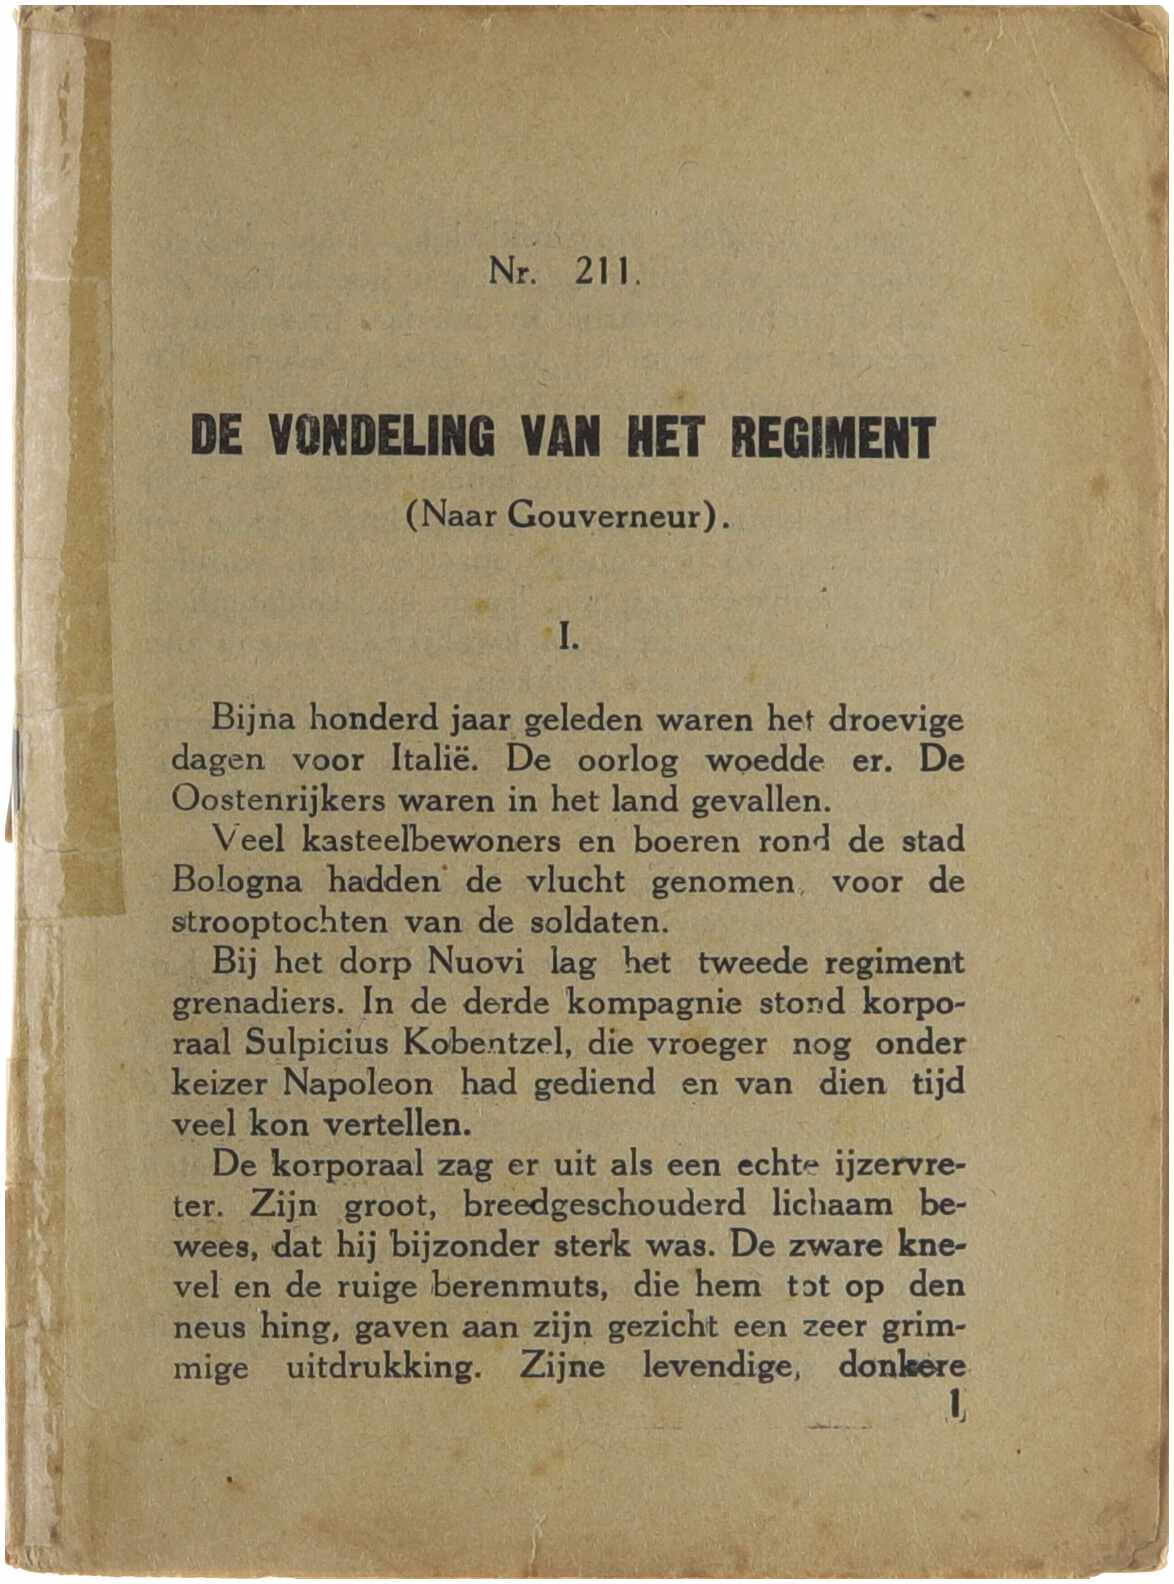 Nr. 211.
DE VONDELING VAN HET REGIMENT
(Naar Gouverneur).
I.
Bijna honderd jaar geleden waren het droevige
dagen voor Italië. De oorlog woedde er. De
Oostenrijkers waren in het land gevallen.
Veel kasteelbewoners en boeren rond de stad
Bologna hadden de vlucht genomen, voor de
strooptochten van de soldaten.
Bij het dorp Nuovi lag het tweede regiment
grenadiers. In de derde kompagnie stond korpo-
raal Sulpicius Kobentzel, die vroeger nog onder
keizer Napoleon had gediend en van dien tijd
veel kon vertellen.
De korporaal zag er uit als een echte ijzervre-
ter. Zijn groot, breedgeschouderd lichaam be-
wees, dat hij bijzonder sterk was. De zware kne-
vel en de ruige berenmuts, die hem tot op den
neus hing, gaven aan zijn gezicht een zeer grim-
mige uitdrukking. Zijne levendige, donkere
1